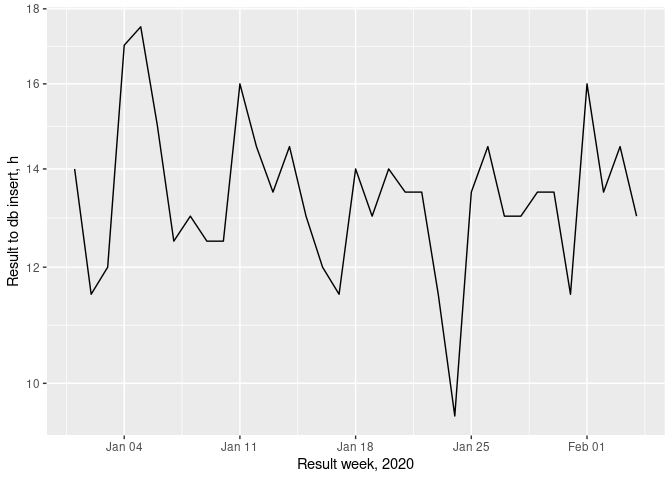 18
16
14
12
10
Result to db insert, h
Jan 04 Jan 11 Jan 18 Jan 25 Feb 01
Result week, 2020